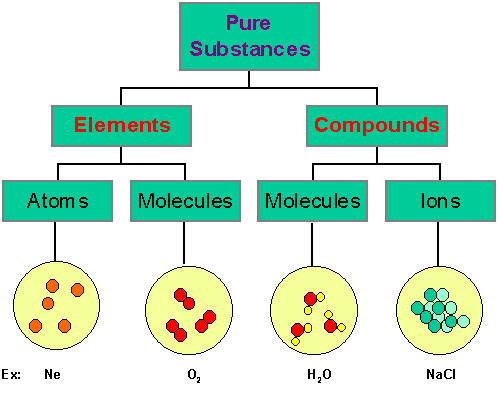 Pure
Substances
Elements
Compounds
Atoms
Molecules
Molecules
Ions
Ex: Ne O₂ H₂O NaCl